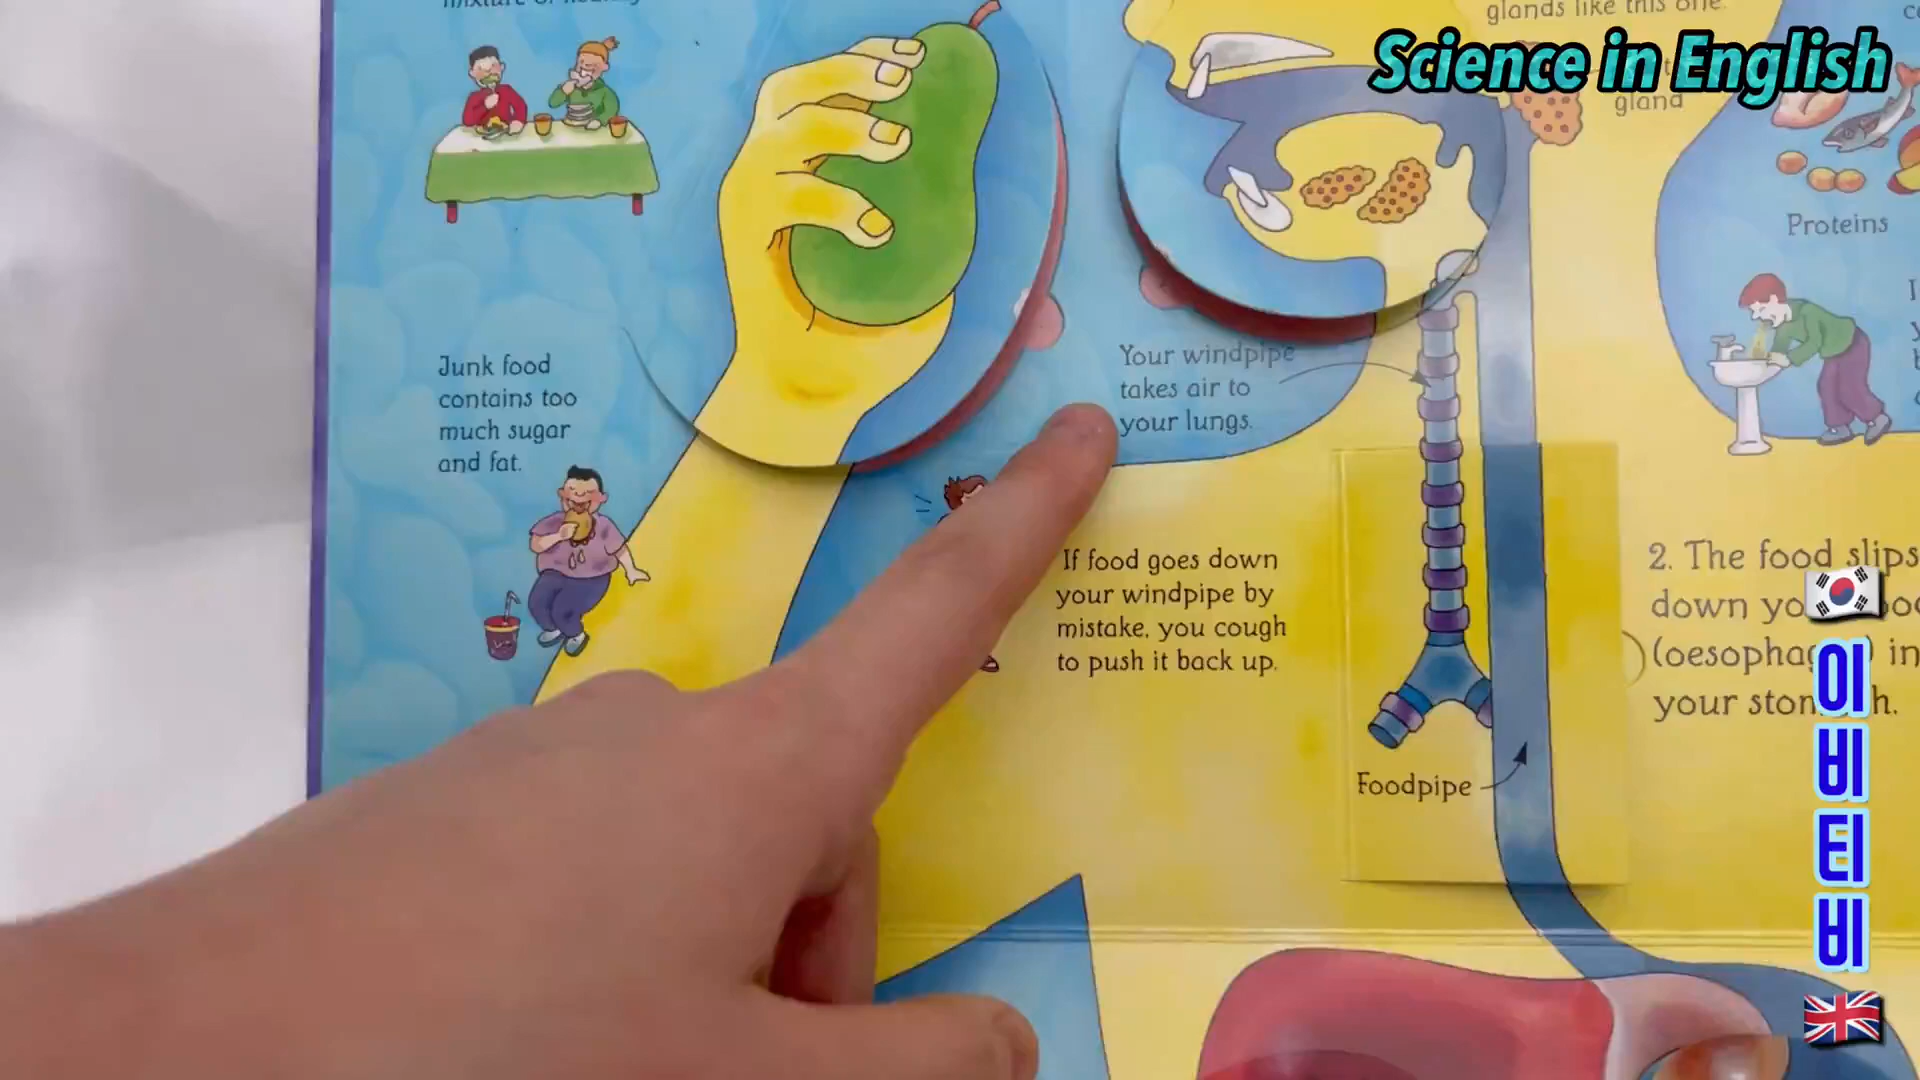 glands like this one.
Science in English
gland
Proteins
Junk food
contains too
much sugar
and fat.
Your windpipe
takes air to
your lungs.
If food goes down
your windpipe by
mistake, you cough
to push it back up.
2. The food slips
down
(oesophag in
your
Foodpipe
이비티비